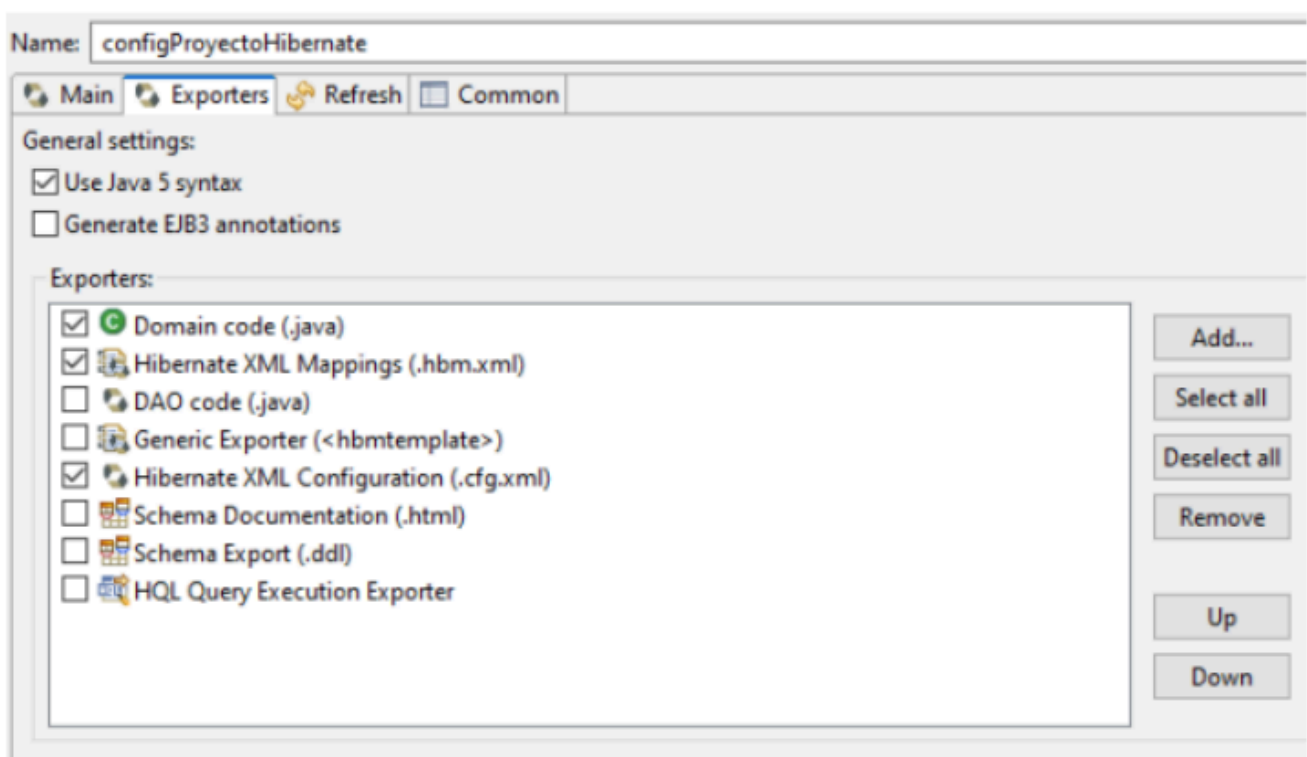 Name: configProyectoHibernate
Main Exporters Refresh Common
General settings:
Use Java 5 syntax
Generate EJB3 annotations
Exporters:
Domain code (.java)
Hibernate XML Mappings (.hbm.xml)
DAO code (.java)
Generic Exporter (<hbmtemplate>)
Hibernate XML Configuration (.cfg.xml)
Schema Documentation (.html)
Schema Export (.ddl)
HQL Query Execution Exporter
Add...
Select all
Deselect all
Remove
Up
Down